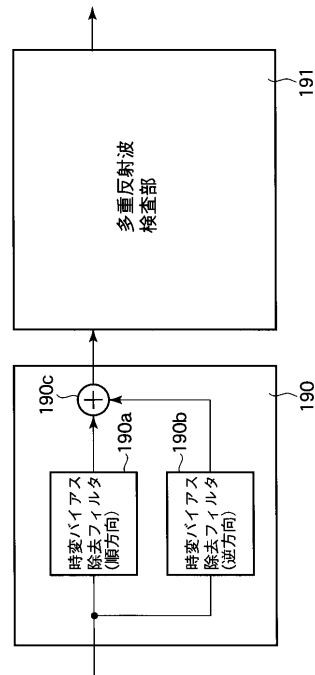 時変バイアス
除去フィルタ
(順方向)
190a
時変バイアス
除去フィルタ
(逆方向)
190b
190c
190
多重反射波
検査部
191